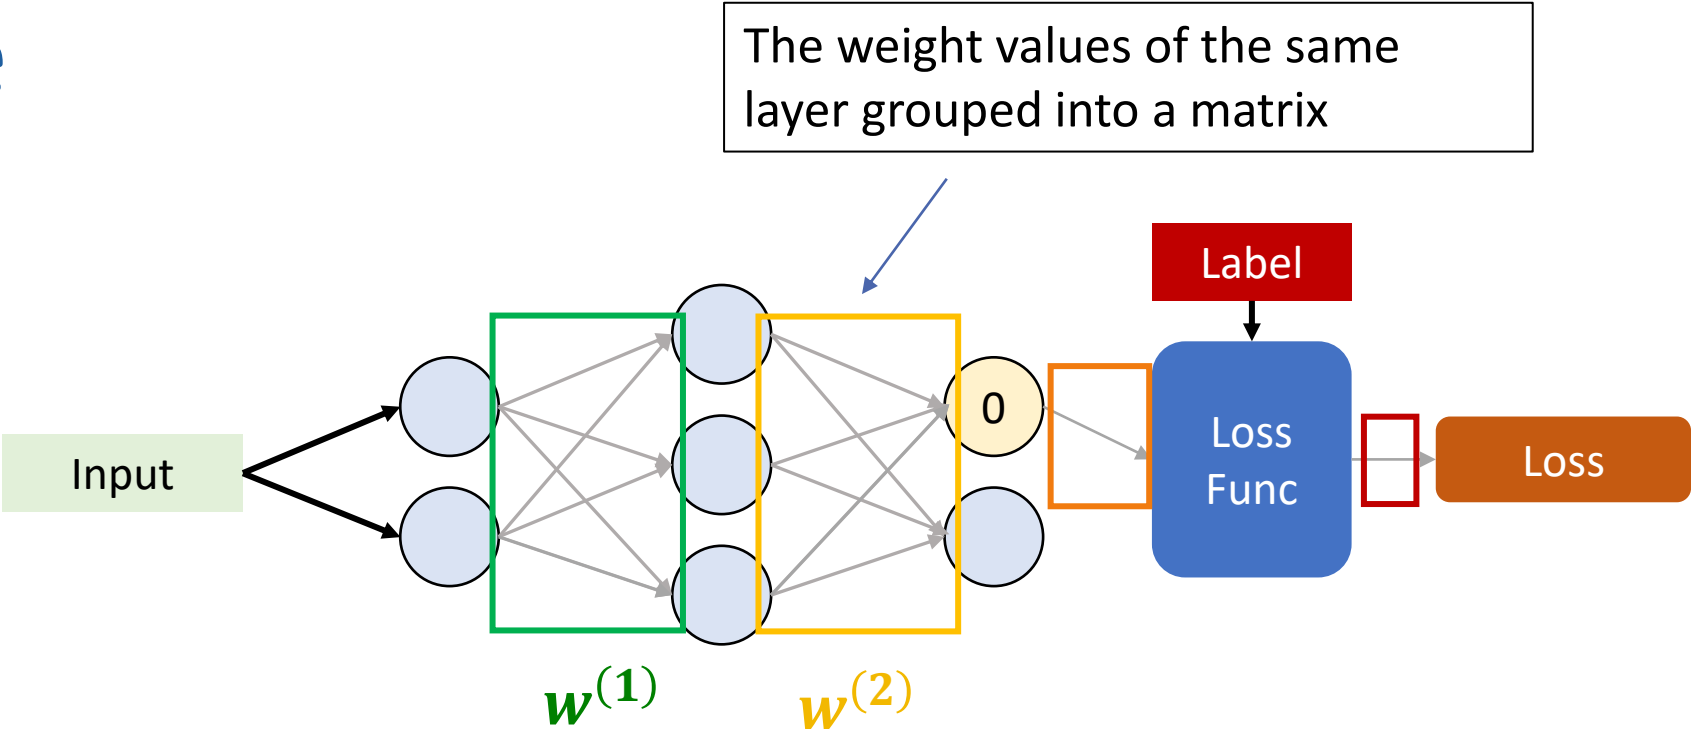 The weight values of the same
layer grouped into a matrix
Label
Input
0
Loss
Func
Loss
w⁽¹⁾
w⁽²⁾